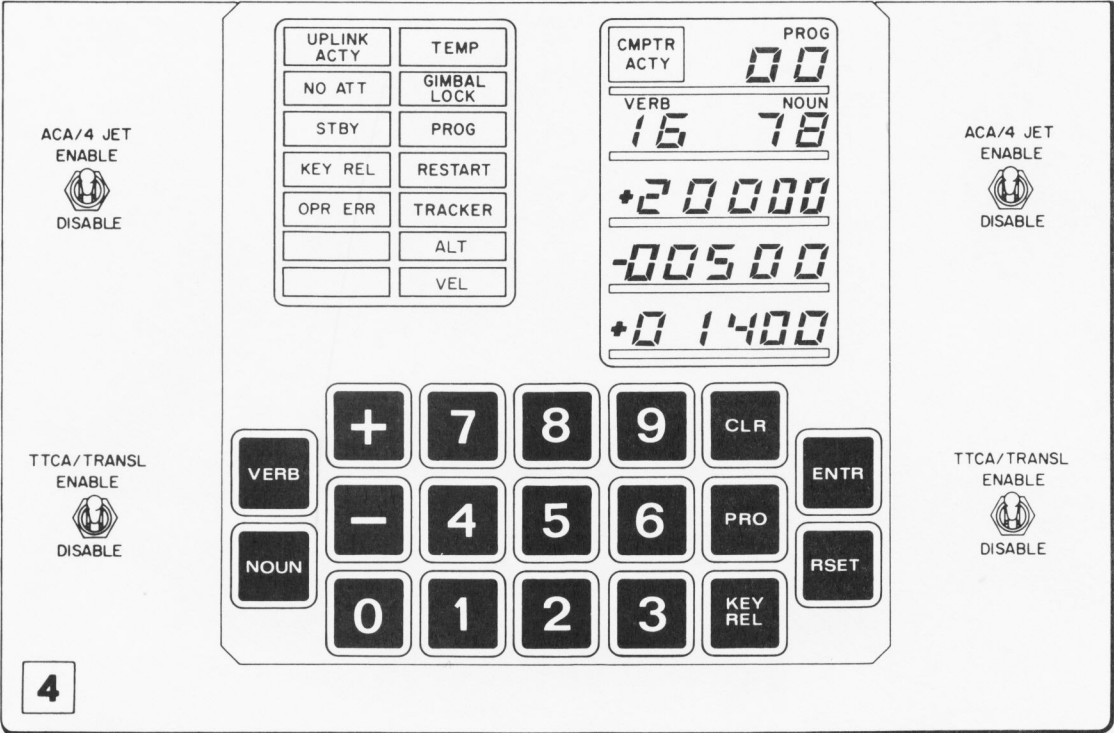 UPLINK
ACTY
TEMP
NO ATT
GIMBAL
LOCK
STBY
PROG
KEY REL
RESTART
OPR ERR
TRACKER
ALT
VEL
CMPTR
ACTY
PROG
00
VERB
NOUN
16 78
+20000
-00500
+01400
ACA/4 JET
ENABLE
DISABLE
ACA/4 JET
ENABLE
DISABLE
TTCA/TRANSL
ENABLE
DISABLE
TTCA/TRANSL
ENABLE
DISABLE
VERB
NOUN
+ 7 8 9 CLR
- 4 5 6 PRO
0 1 2 3 KEY
REL
ENTR
RSET
4